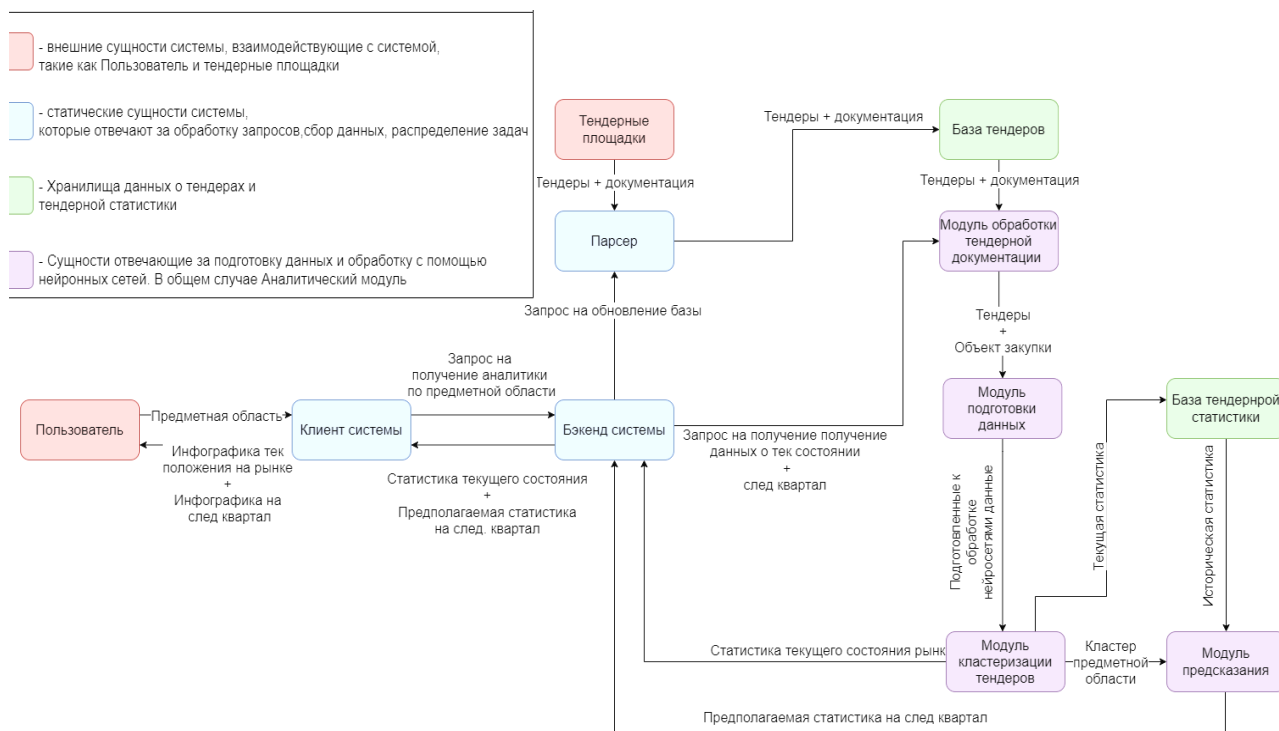 - внешние сущности системы, взаимодействующие с системой,
такие как Пользователь и тендерные площадки
- статические сущности системы,
которые отвечают за обработку запросов,сбор данных, распределение задач
- Хранилища данных о тендерах и
тендерной статистики
- Сущности отвечающие за подготовку данных и обработку с помощью
нейронных сетей. В общем случае Аналитический модуль
Тендерные
площадки
Тендеры + документация
Парсер
Тендеры + документация
База тендеров
Тендеры + документация
Модуль обработки
тендерной
документации
Запрос на обновление базы
Тендеры
+
Объект закупки
Запрос на
получение аналитики
по предметной области
Модуль
подготовки
данных
База тендернрой
статистики
Пользователь
Предметная область
Клиент системы
Бэкенд системы
Запрос на получение получение
данных о тек состоянии
+
след квартал
Инфографика тек
положения на рынке
+
Инфографика на
след квартал
Статистика текущего состояния
+
Предполагаемая статистика
на след. квартал
Подготовленные к
обработке
нейросетями данные
Текущая статистика
Историческая статистика
Статистика текущего состояния рынк
Модуль
кластеризации
тендеров
Кластер
предметной
области
Модуль
предсказания
Предполагаемая статистика на след квартал